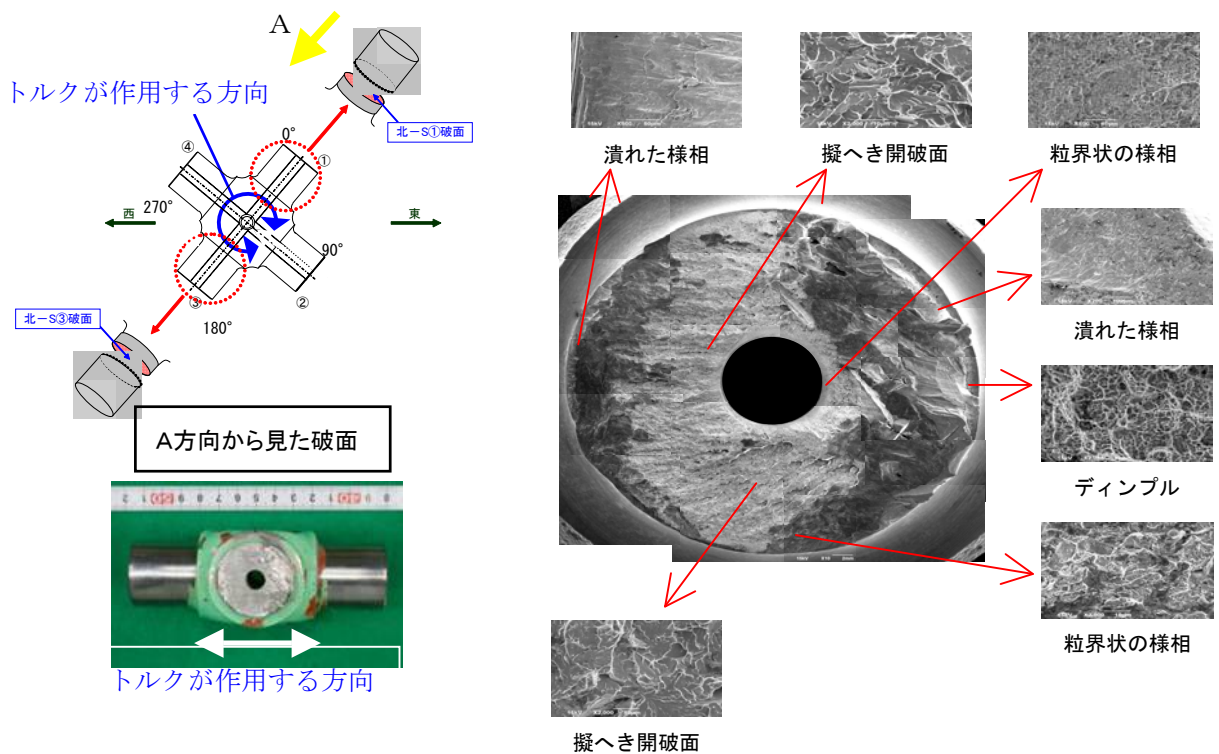 A
トルクが作用する方向
北－S①破面
0°
①
④
西
東
270°
90°
②
③
180°
北－S③破面
A方向から見た破面
トルクが作用する方向
潰れた様相
擬へき開破面
粒界状の様相
潰れた様相
ディンプル
粒界状の様相
擬へき開破面